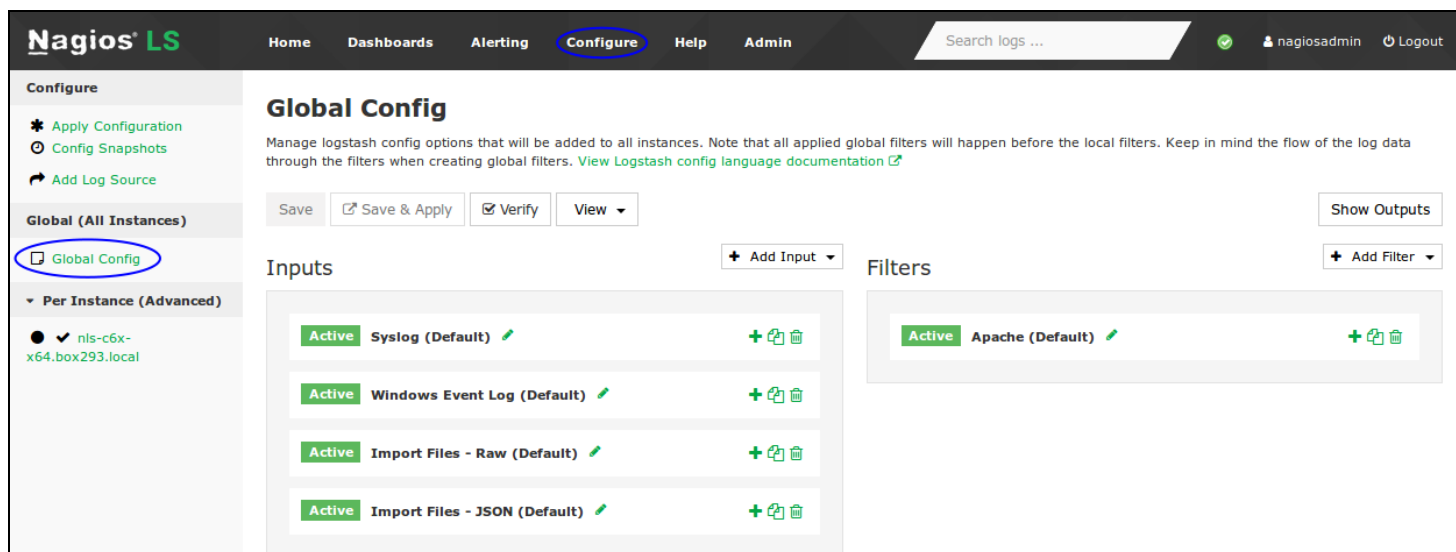 Nagios® LS
Home Dashboards Alerting Configure Help Admin
Search logs ...
nagiosadmin Logout
Configure
Apply Configuration
Config Snapshots
Add Log Source
Global (All Instances)
Global Config
Per Instance (Advanced)
nls-c6x-
x64.box293.local
Global Config
Manage logstash config options that will be added to all instances. Note that all applied global filters will happen before the local filters. Keep in mind the flow of the log data
through the filters when creating global filters. View Logstash config language documentation
Save Save & Apply Verify View Show Outputs
Inputs
Add Input
Active Syslog (Default)
Active Windows Event Log (Default)
Active Import Files - Raw (Default)
Active Import Files - JSON (Default)
Filters
Add Filter
Active Apache (Default)